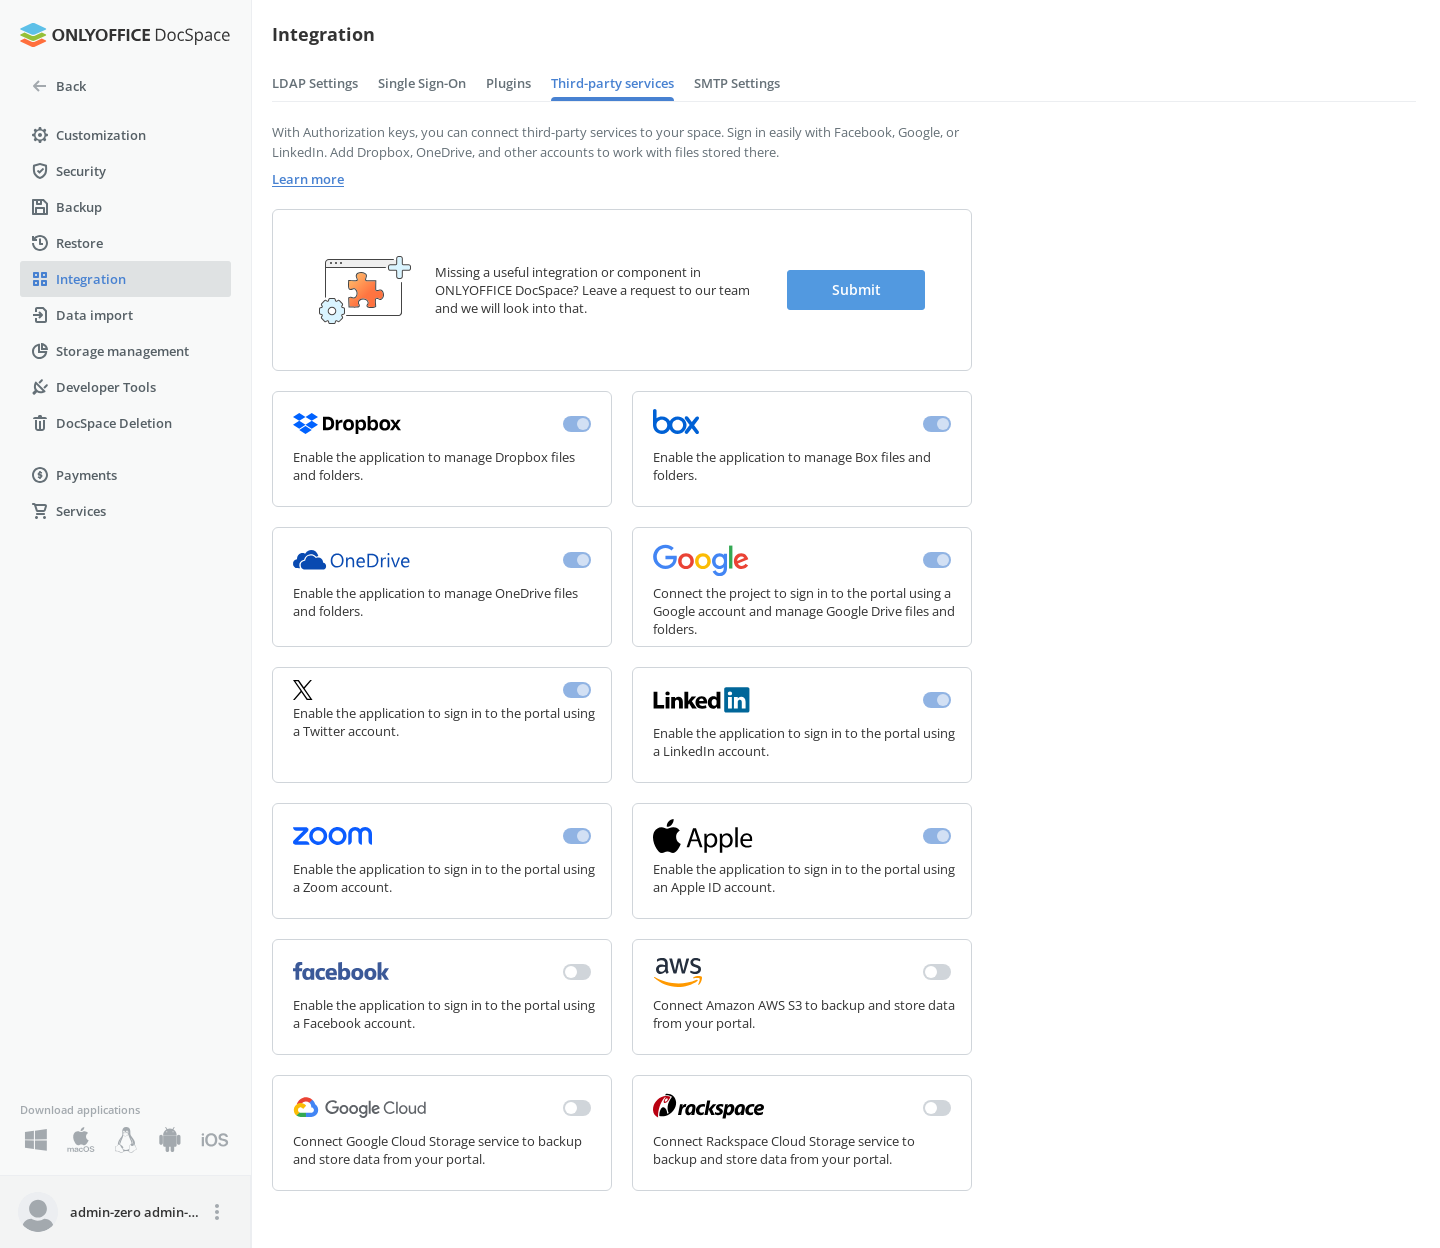 ONLYOFFICE DocSpace
Back
Customization
Security
Backup
Restore
Integration
Data import
Storage management
Developer Tools
DocSpace Deletion
Payments
Services
Download applications
macOS
iOS
admin-zero admin-...
Integration
LDAP Settings Single Sign-On Plugins Third-party services SMTP Settings
With Authorization keys, you can connect third-party services to your space. Sign in easily with Facebook, Google, or
LinkedIn. Add Dropbox, OneDrive, and other accounts to work with files stored there.
Learn more
Missing a useful integration or component in
ONLYOFFICE DocSpace? Leave a request to our team
and we will look into that.
Submit
Dropbox
Enable the application to manage Dropbox files
and folders.
box
Enable the application to manage Box files and
folders.
OneDrive
Enable the application to manage OneDrive files
and folders.
Google
Connect the project to sign in to the portal using a
Google account and manage Google Drive files and
folders.
X
Enable the application to sign in to the portal using
a Twitter account.
Linked in
Enable the application to sign in to the portal using
a LinkedIn account.
zoom
Enable the application to sign in to the portal using
a Zoom account.
Apple
Enable the application to sign in to the portal using
an Apple ID account.
facebook
Enable the application to sign in to the portal using
a Facebook account.
aws
Connect Amazon AWS S3 to backup and store data
from your portal.
Google Cloud
Connect Google Cloud Storage service to backup
and store data from your portal.
rackspace
Connect Rackspace Cloud Storage service to
backup and store data from your portal.